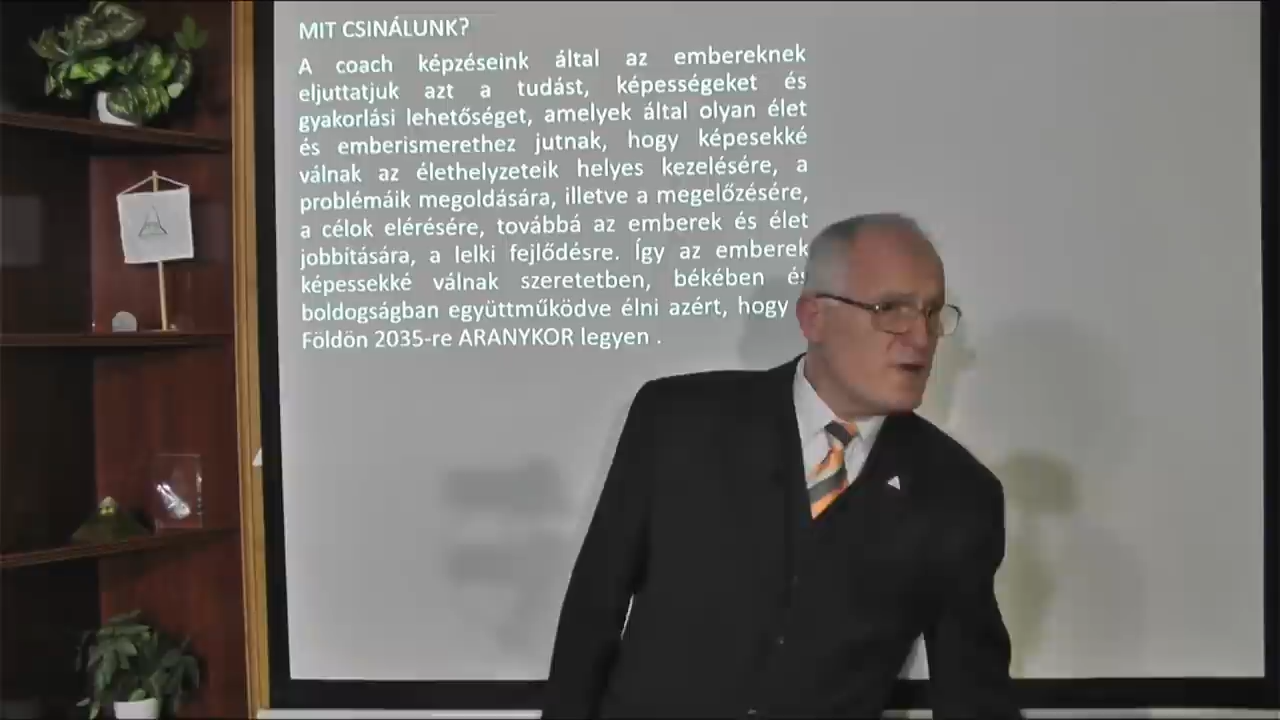 MIT CSINÁLUNK?
A coach képzéseink által az embereknek
eljuttatjuk azt a tudást, képességeket és
gyakorlási lehetőséget, amelyek által olyan élet
és emberismerethez jutnak, hogy képesekké
válnak az élethelyzeteik helyes kezelésére, a
problémáik megoldására, illetve a megelőzésére,
a célok elérésére, továbbá az emberek és élet
jobbítására, a lelki fejlődésre. Így az emberek
képessekké válnak szeretetben, békében és
boldogságban együttműködve élni azért, hogy
Földön 2035-re ARANYKOR legyen .